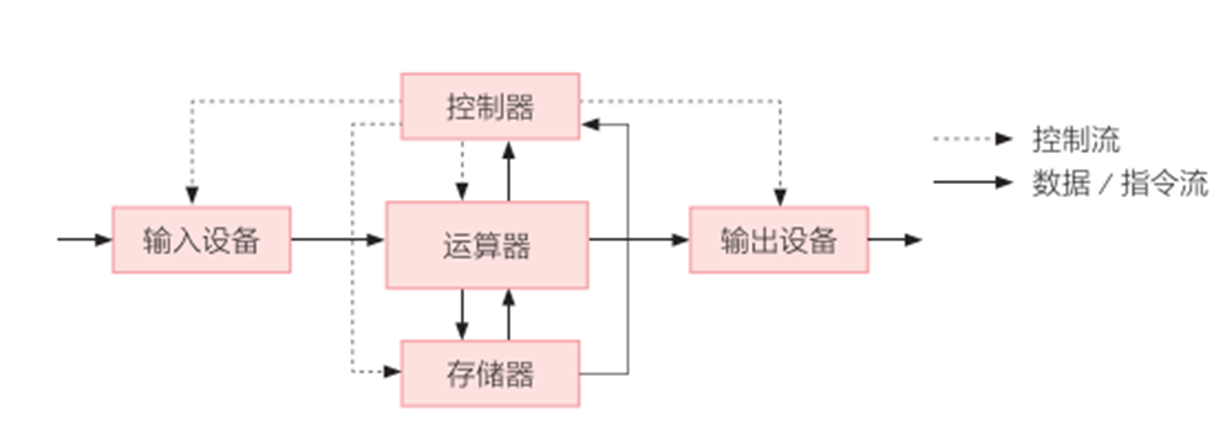 控制器
控制流
数据 / 指令流
输入设备
运算器
输出设备
存储器